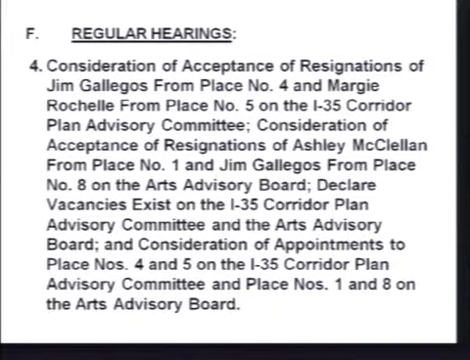 F. REGULAR HEARINGS:
4. Consideration of Acceptance of Resignations of
Jim Gallegos From Place No. 4 and Margie
Rochelle From Place No. 5 on the I-35 Corridor
Plan Advisory Committee; Consideration of
Acceptance of Resignations of Ashley McClellan
From Place No. 1 and Jim Gallegos From Place
No. 8 on the Arts Advisory Board; Declare
Vacancies Exist on the I-35 Corridor Plan
Advisory Committee and the Arts Advisory
Board; and Consideration of Appointments to
Place Nos. 4 and 5 on the I-35 Corridor Plan
Advisory Committee and Place Nos. 1 and 8 on
the Arts Advisory Board.